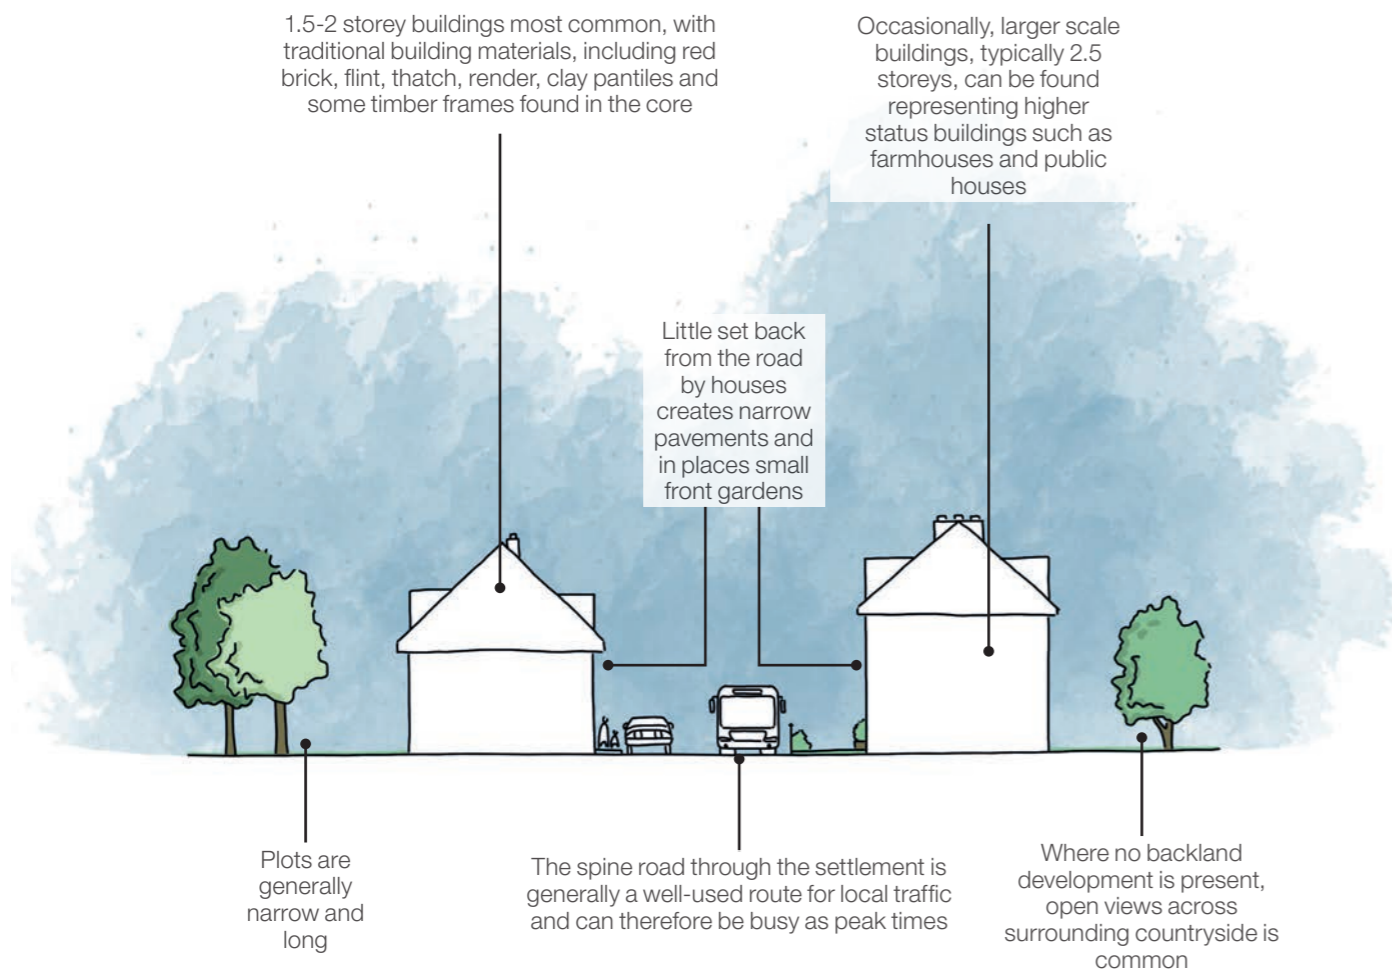 1.5-2 storey buildings most common, with
traditional building materials, including red
brick, flint, thatch, render, clay pantiles and
some timber frames found in the core
Occasionally, larger scale
buildings, typically 2.5
storeys, can be found
representing higher
status buildings such as
farmhouses and public
houses
Little set back
from the road
by houses
creates narrow
pavements and
in places small
front gardens
Plots are
generally
narrow and
long
The spine road through the settlement is
generally a well-used route for local traffic
and can therefore be busy as peak times
Where no backland
development is present,
open views across
surrounding countryside is
common